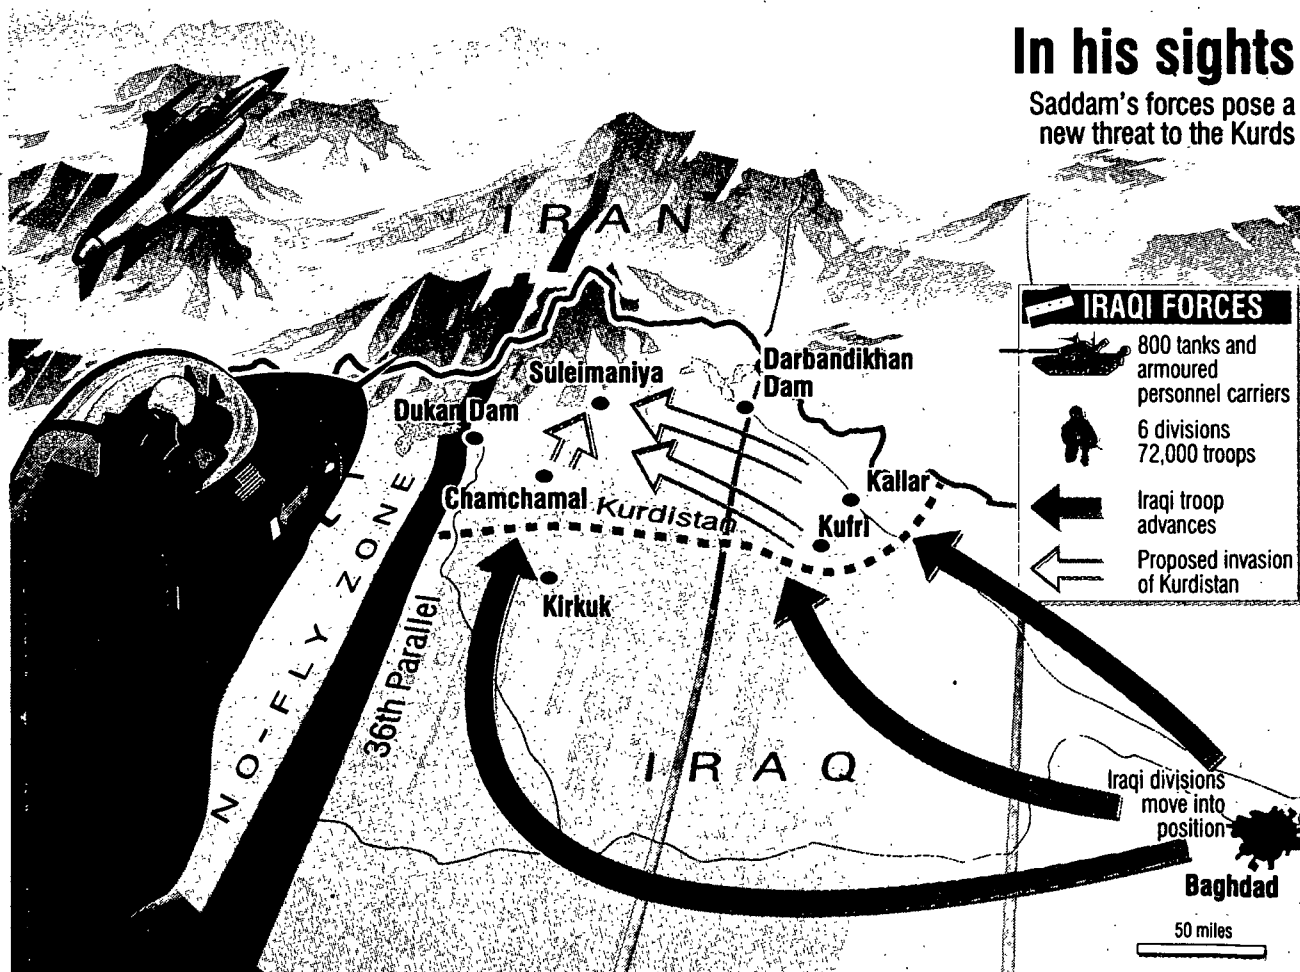 In his sights
Saddam's forces pose a
new threat to the Kurds
IRAN
IRAQI FORCES
800 tanks and
armoured
personnel carriers
6 divisions
72,000 troops
Iraqi troop
advances
Proposed invasion
of Kurdistan
Darbandikhan
Dam
Suleimaniya
Dukan Dam
Kallar
Chamchamal
Kurdistan
Kufri
Kirkuk
NO-FLY ZONE
36th Parallel
IRAQ
Iraqi divisions
move into
position
Baghdad
50 miles